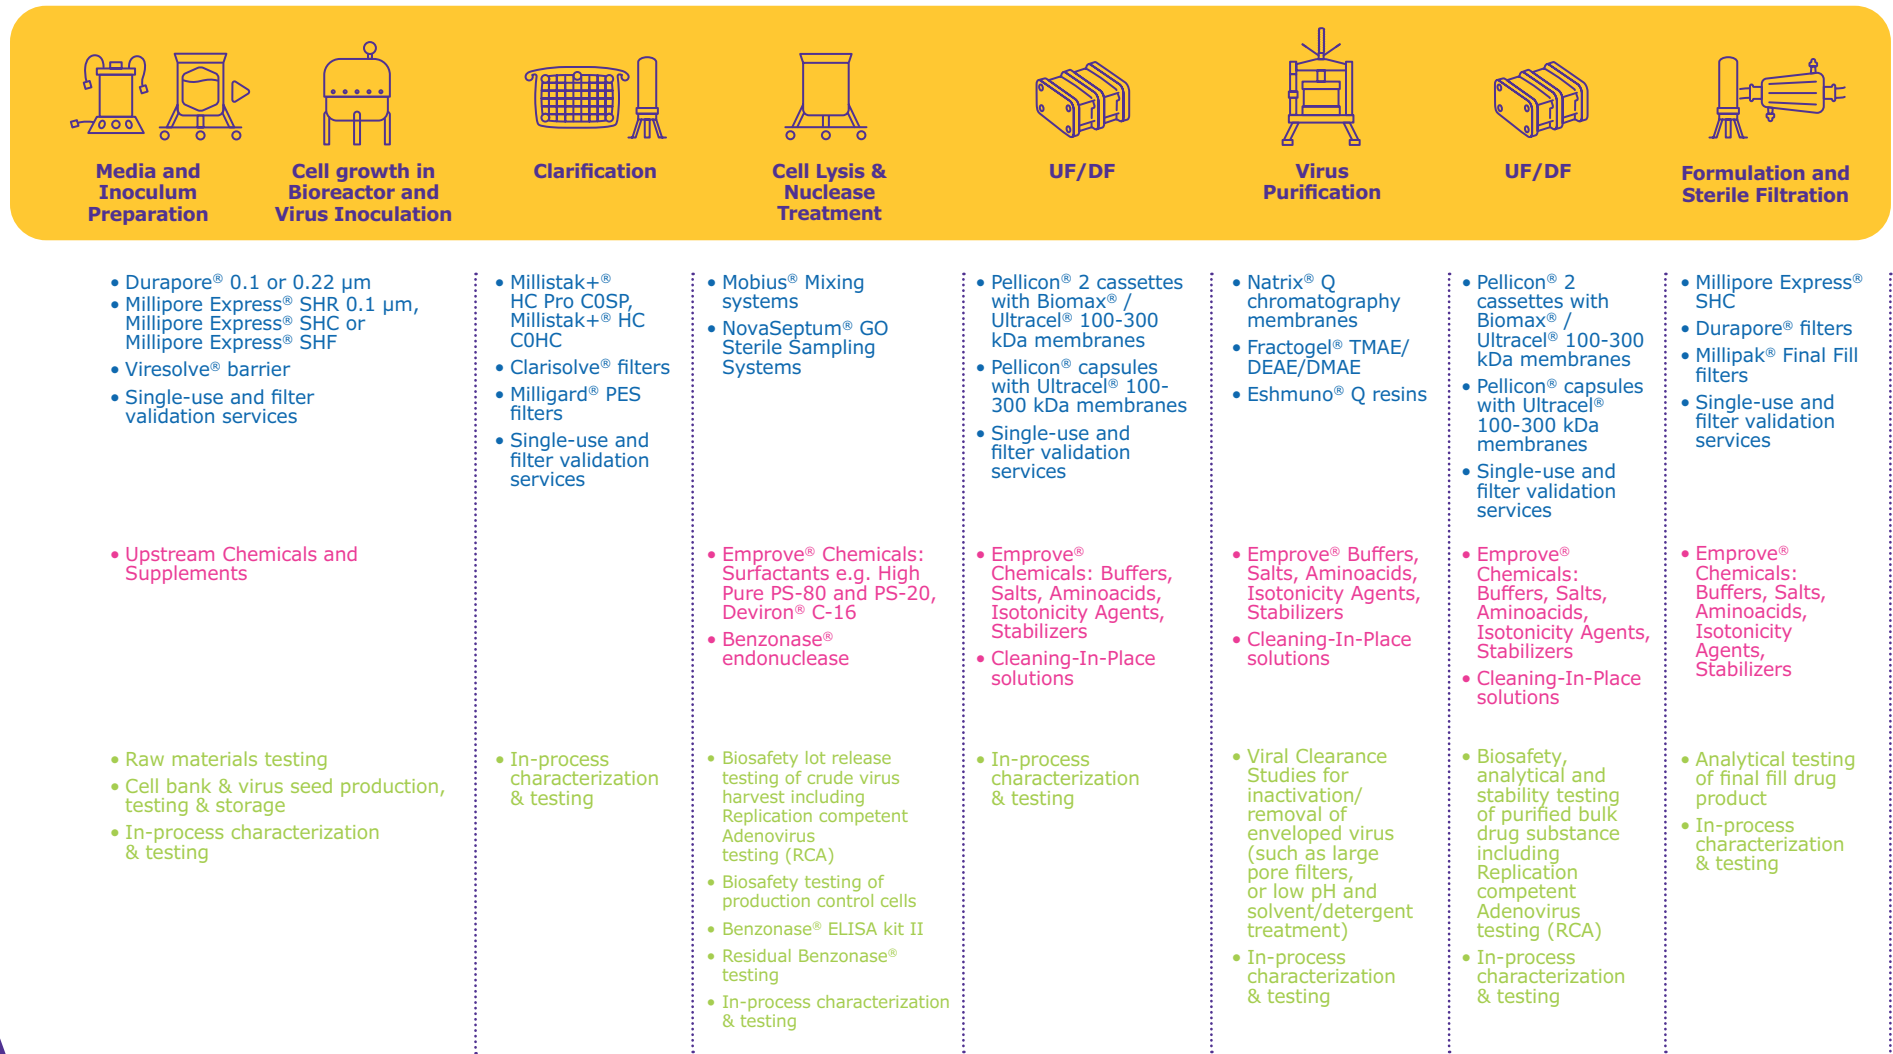 Media and
Inoculum
Preparation
Cell growth in
Bioreactor and
Virus Inoculation
Clarification
Cell Lysis &
Nuclease
Treatment
UF/DF
Virus
Purification
UF/DF
Formulation and
Sterile Filtration
• Durapore® 0.1 or 0.22 µm
• Millipore Express® SHR 0.1 µm,
Millipore Express® SHC or
Millipore Express® SHF
• Viresolve® barrier
• Single-use and filter
validation services
• Upstream Chemicals and
Supplements
• Raw materials testing
• Cell bank & virus seed production,
testing & storage
• In-process characterization
& testing
• Millistak+®
HC Pro C0SP,
Millistak+® HC
C0HC
• Clarisolve® filters
• Milligard® PES
filters
• Single-use and
filter validation
services
• In-process
characterization
& testing
• Mobius® Mixing
systems
• NovaSeptum® GO
Sterile Sampling
Systems
• Emprove® Chemicals:
Surfactants e.g. High
Pure PS-80 and PS-20,
Deviron® C-16
• Benzonase®
endonuclease
• Biosafety lot release
testing of crude virus
harvest including
Replication competent
Adenovirus
testing (RCA)
• Biosafety testing of
production control cells
• Benzonase® ELISA kit II
• Residual Benzonase®
testing
• In-process characterization
& testing
• Pellicon® 2 cassettes
with Biomax® /
Ultracel® 100-300
kDa membranes
• Pellicon® capsules
with Ultracel® 100-
300 kDa membranes
• Single-use and
filter validation
services
• Emprove®
Chemicals: Buffers,
Salts, Aminoacids,
Isotonicity Agents,
Stabilizers
• Cleaning-In-Place
solutions
• In-process
characterization
& testing
• Natrix® Q
chromatography
membranes
• Fractogel® TMAE/
DEAE/DMAE
• Eshmuno® Q resins
• Emprove® Buffers,
Salts, Aminoacids,
Isotonicity Agents,
Stabilizers
• Cleaning-In-Place
solutions
• Viral Clearance
Studies for
inactivation/
removal of
enveloped virus
(such as large
pore filters,
or low pH and
solvent/detergent
treatment)
• In-process
characterization
& testing
• Pellicon® 2
cassettes with
Biomax® /
Ultracel® 100-300
kDa membranes
• Pellicon® capsules
with Ultracel®
100-300 kDa
membranes
• Single-use and
filter validation
services
• Emprove®
Chemicals:
Buffers, Salts,
Aminoacids,
Isotonicity Agents,
Stabilizers
• Cleaning-In-Place
solutions
• Biosafety,
analytical and
stability testing
of purified bulk
drug substance
including
Replication
competent
Adenovirus
testing (RCA)
• In-process
characterization
& testing
• Millipore Express®
SHC
• Durapore® filters
• Millipak® Final Fill
filters
• Single-use and
filter validation
services
• Emprove®
Chemicals:
Buffers, Salts,
Aminoacids,
Isotonicity
Agents,
Stabilizers
• Analytical testing
of final fill drug
product
• In-process
characterization
& testing